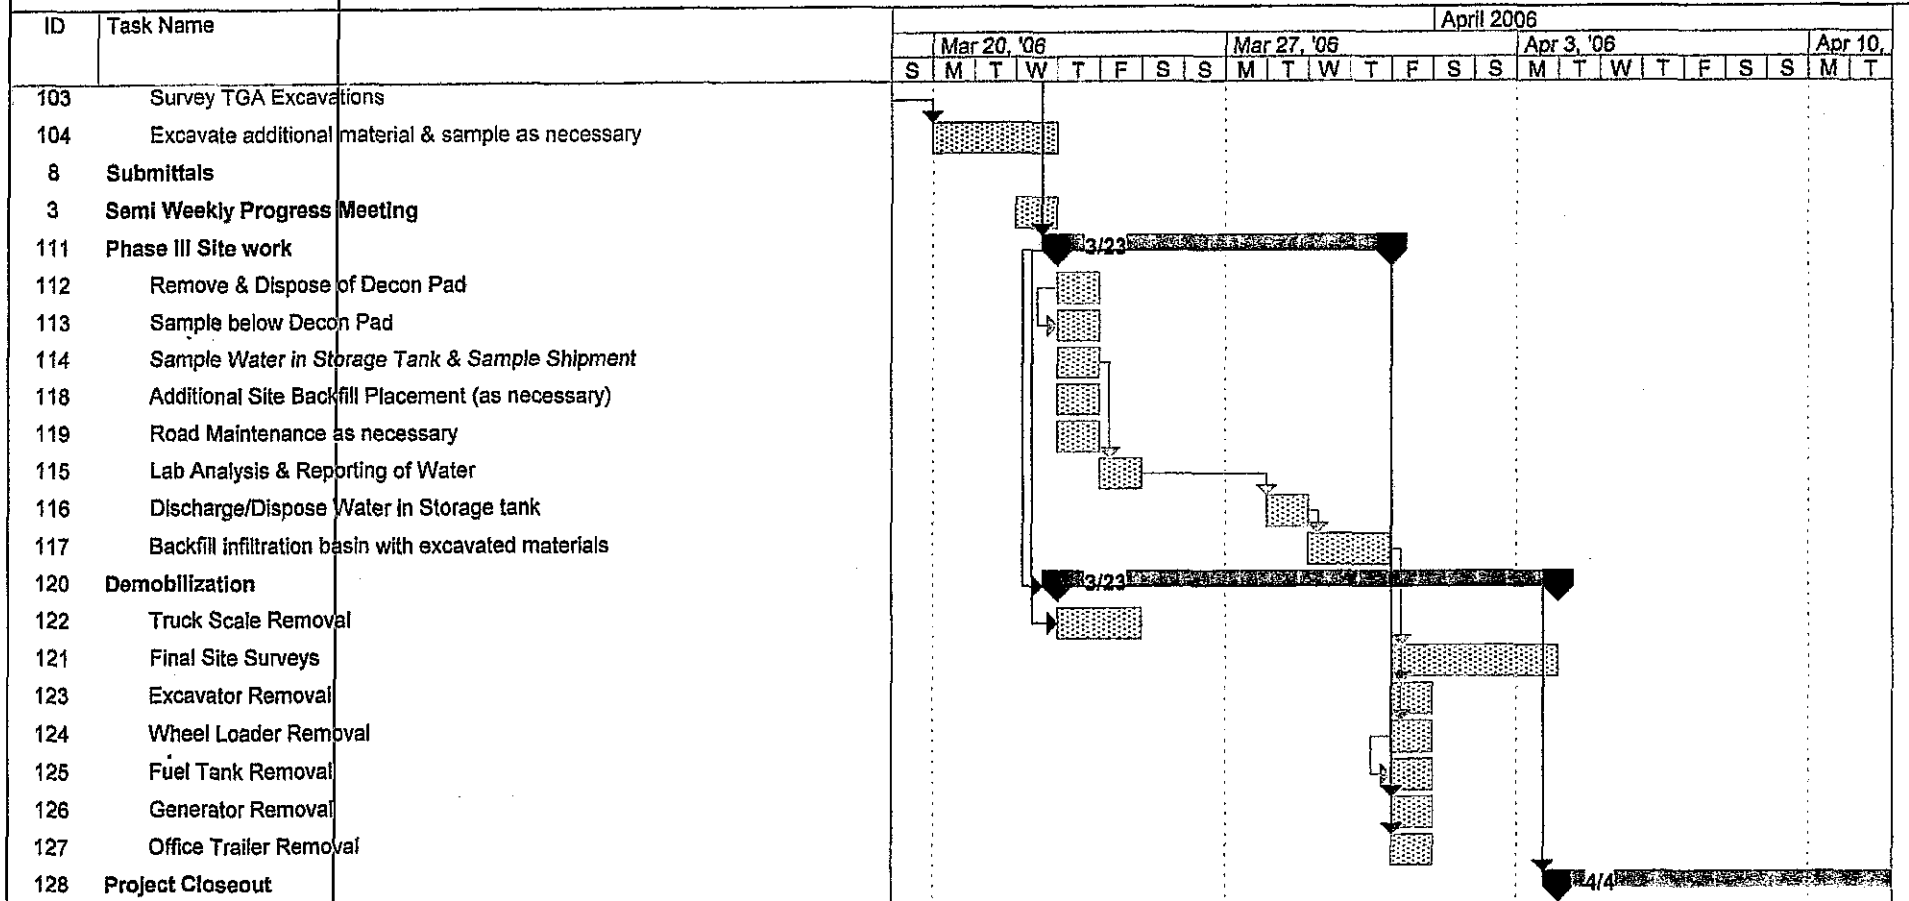 ID Task Name April 2006
Mar 20, '06 Mar 27, '06 Apr 3, '06 Apr 10,
S M T W T F S S M T W T F S S M T W T F S S M T
103 Survey TGA Excavations
104 Excavate additional material & sample as necessary
8 Submittals
3 Semi Weekly Progress Meeting
111 Phase III Site work 3/23
112 Remove & Dispose of Decon Pad
113 Sample below Decon Pad
114 Sample Water in Storage Tank & Sample Shipment
118 Additional Site Backfill Placement (as necessary)
119 Road Maintenance as necessary
115 Lab Analysis & Reporting of Water
116 Discharge/Dispose Water in Storage tank
117 Backfill infiltration basin with excavated materials
120 Demobilization 3/23
122 Truck Scale Removal
121 Final Site Surveys
123 Excavator Removal
124 Wheel Loader Removal
125 Fuel Tank Removal
126 Generator Removal
127 Office Trailer Removal
128 Project Closeout 4/4